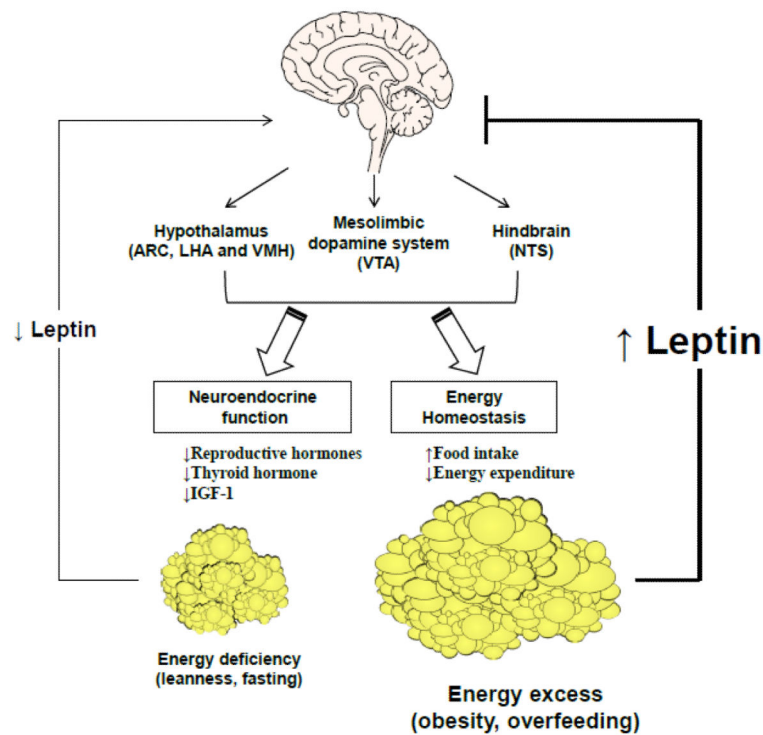 Hypothalamus
(ARC, LHA and VMH)
Mesolimbic
dopamine system
(VTA)
Hindbrain
(NTS)
↓ Leptin
↑ Leptin
Neuroendocrine
function
Energy
Homeostasis
↓Reproductive hormones
↓Thyroid hormone
↓IGF-1
↑Food intake
↓Energy expenditure
Energy deficiency
(leanness, fasting)
Energy excess
(obesity, overfeeding)